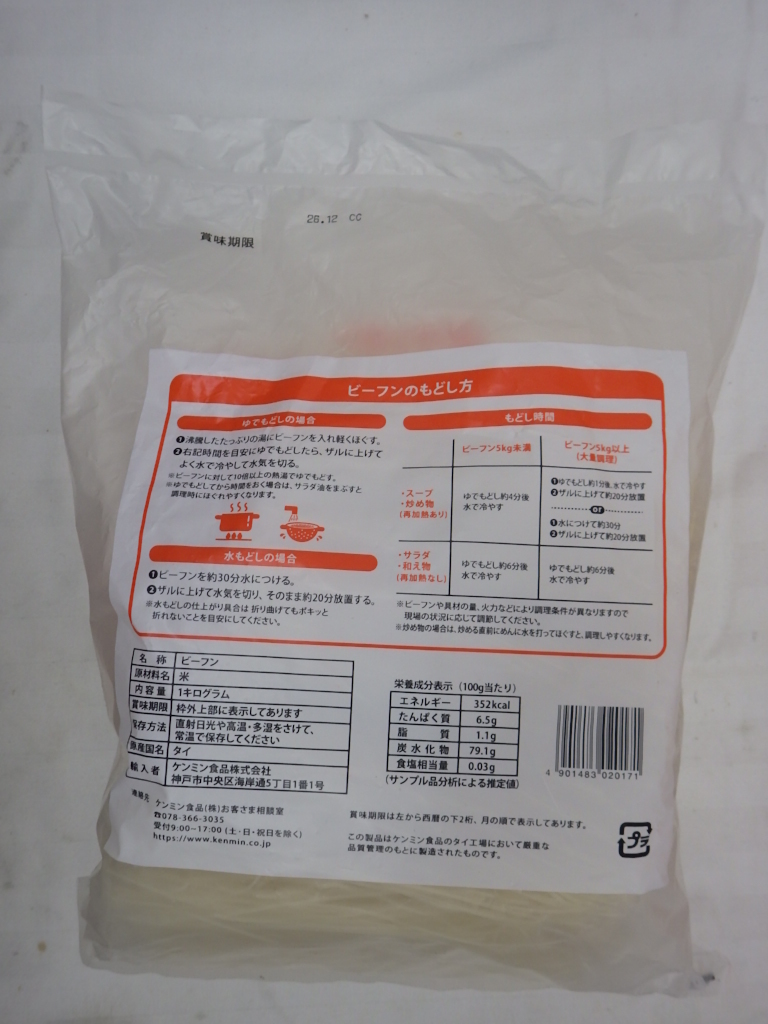 28.12 CC
賞味期限
ビーフンのもどし方
ゆでもどしの場合
❶沸騰したたっぷりの湯にビーフンを入れ軽くほぐす。
❷右記時間を目安にゆでもどしたら、ザルに上げて
よく水で冷やして水気を切る。
※ビーフンに対して10倍以上の熱湯でゆでもどす。
※ゆでもどしてから時間をおく場合は、サラダ油をまぶすと
調理時にほぐれやすくなります。
水もどしの場合
❶ビーフンを約30分水につける。
❷ザルに上げて水気を切り、そのまま約20分放置する。
※水もどしの仕上がり具合は 折り曲げてもポキッと
折れないことを目安にしてください。
もどし時間
ビーフン5kg未満
ビーフン5kg以上
(大量調理)
・スープ
・炒め物
(再加熱あり)
ゆでもどし約4分後
水で冷やす
❶ゆでもどし約1分後、水で冷やす
❷ザルに上げて約20分放置
or
❶水につけて約30分
❷ザルに上げて約20分放置
・サラダ
・和え物
(再加熱なし)
ゆでもどし約6分後
水で冷やす
ゆでもどし約6分後
水で冷やす
※ビーフンや具材の量、火力などにより調理条件が異なりますので
現場の状況に応じて調節してください。
※炒め物の場合は、炒める直前にめんに水を打ってほぐすと、調理しやすくなります。
名称 ビーフン
原材料名 米
内容量 1キログラム
賞味期限 枠外上部に表示してあります
保存方法 直射日光や高温・多湿をさけて、
常温で保存してください
原産国名 タイ
輸入者 ケンミン食品株式会社
神戸市中央区海岸通5丁目1番1号
連絡先 ケンミン食品(株)お客さま相談室
☎078-366-3035
受付9:00~17:00 (土・日・祝日を除く)
https://www.kenmin.co.jp
栄養成分表示 (100g当たり)
エネルギー 352kcal
たんぱく質 6.5g
脂質 1.1g
炭水化物 79.1g
食塩相当量 0.03g
(サンプル品分析による推定値)
4 901483 020171
賞味期限は左から西暦の下2桁、月の順で表示してあります。
この製品はケンミン食品のタイ工場において厳重な
品質管理のもとに製造されたものです。
プラ